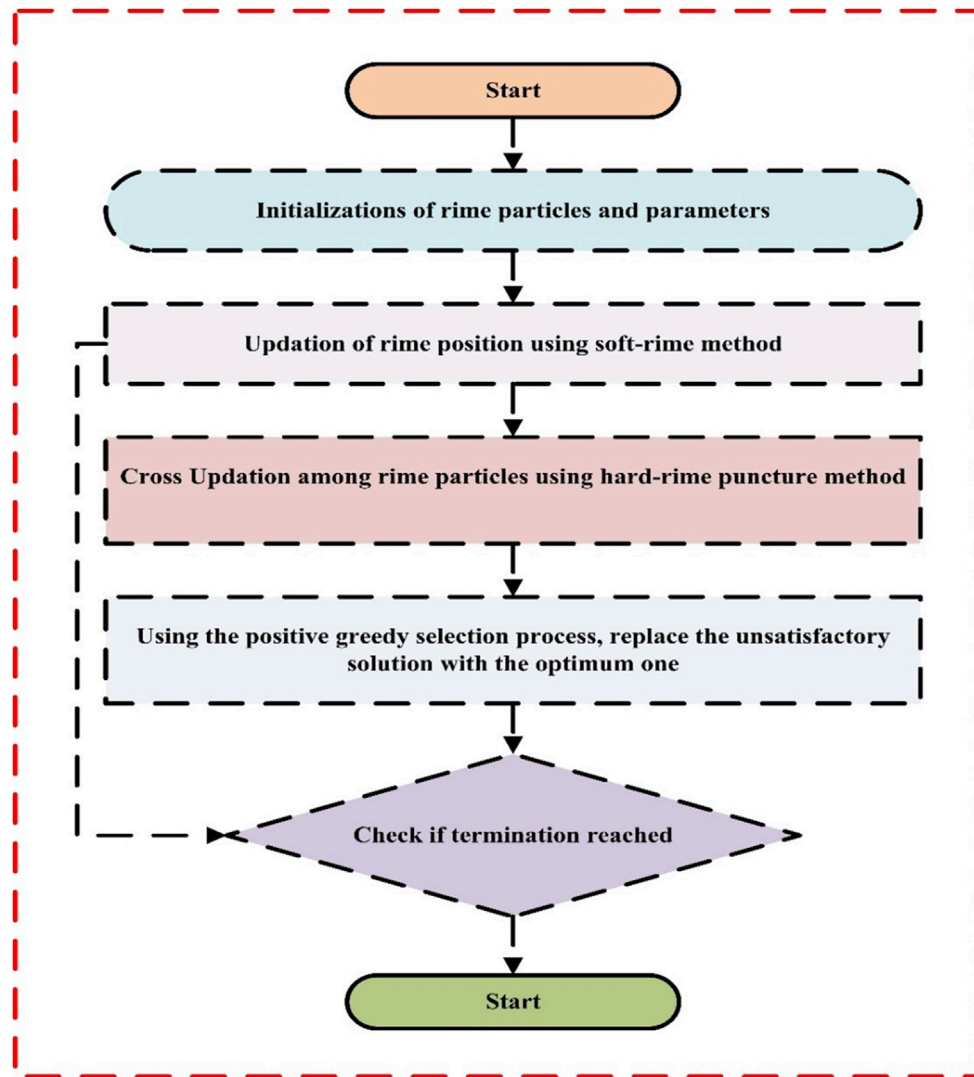 Start
Initializations of rime particles and parameters
Updation of rime position using soft-rime method
Cross Updation among rime particles using hard-rime puncture method
Using the positive greedy selection process, replace the unsatisfactory
solution with the optimum one
Check if termination reached
Start